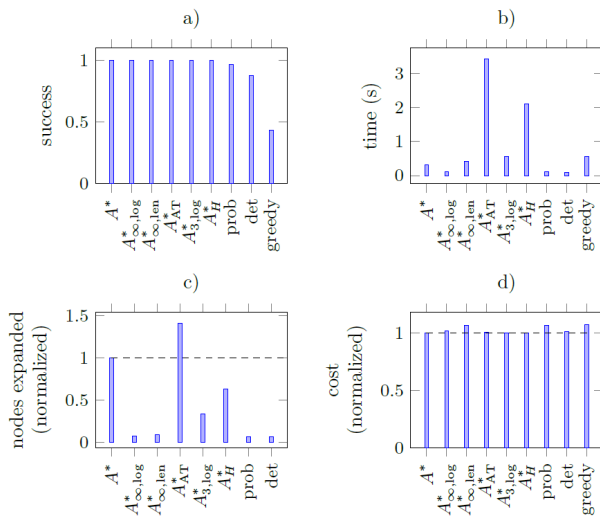 a)
success
1
0.5
0
A* A*∞,log A*∞,len A*AT A*3,log A*H prob det greedy
b)
time (s)
3
2
1
0
A* A*∞,log A*∞,len A*AT A*3,log A*H prob det greedy
c)
nodes expanded
(normalized)
1.5
1
0.5
0
A* A*∞,log A*∞,len A*AT A*3,log A*H prob det
d)
cost
(normalized)
1
0.5
0
A* A*∞,log A*∞,len A*AT A*3,log A*H prob det greedy